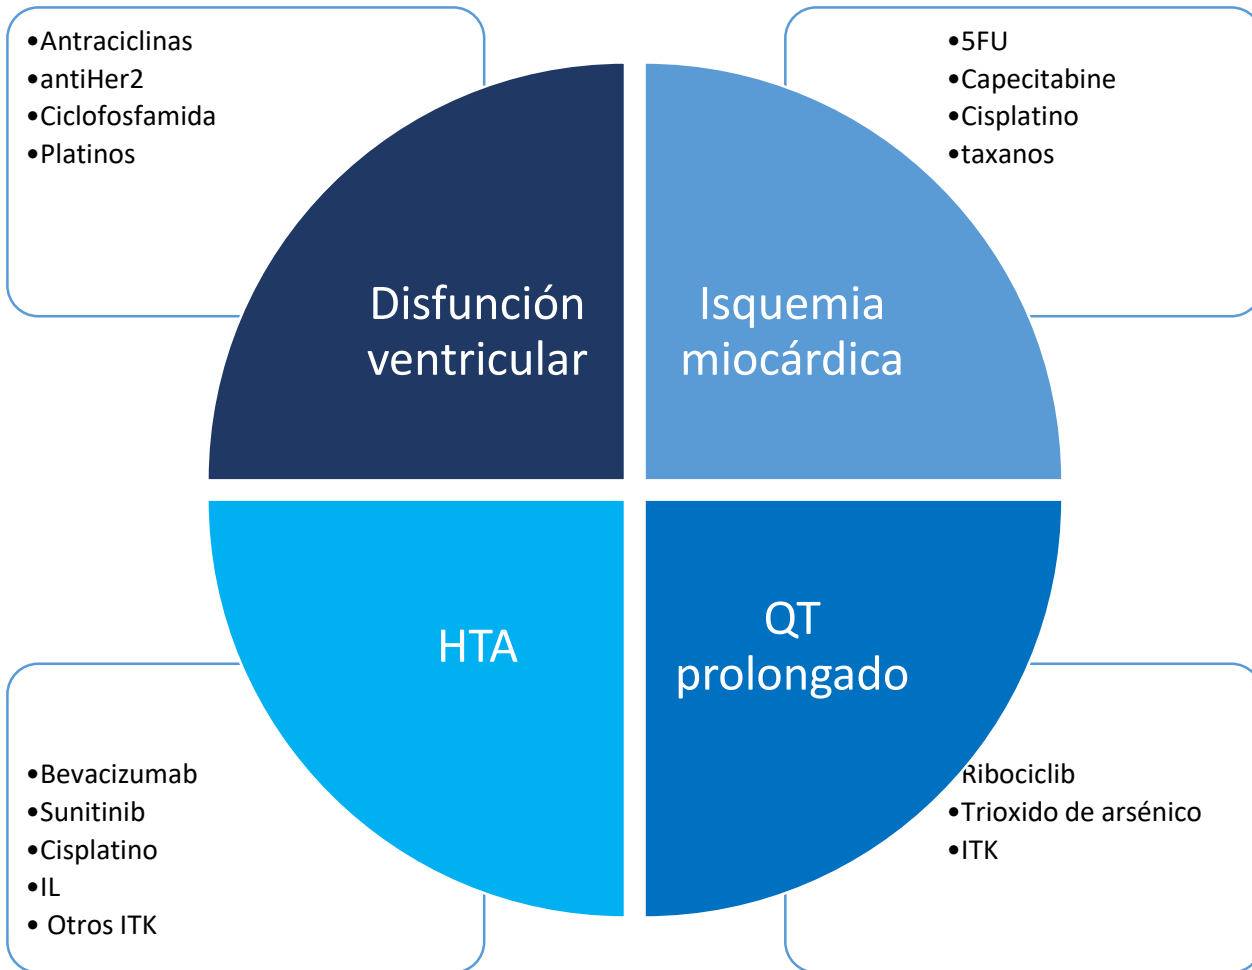 •Antraciclinas
•antiHer2
•Ciclofosfamida
•Platinos
•5FU
•Capecitabine
•Cisplatino
•taxanos
Disfunción
ventricular
Isquemia
miocárdica
HTA
QT
prolongado
•Bevacizumab
•Sunitinib
•Cisplatino
•IL
• Otros ITK
Ribociclib
•Trioxido de arsénico
•ITK